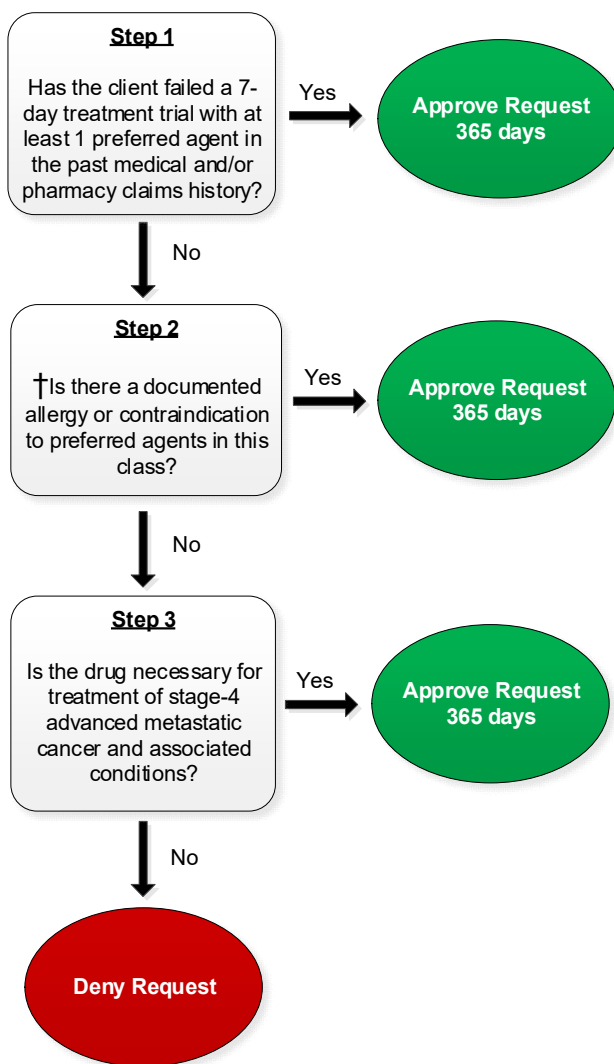 Step 1
Has the client failed a 7-
day treatment trial with at
least 1 preferred agent in
the past medical and/or
pharmacy claims history?
Yes
Approve Request
365 days
No
Step 2
†Is there a documented
allergy or contraindication
to preferred agents in this
class?
Yes
Approve Request
365 days
No
Step 3
Is the drug necessary for
treatment of stage-4
advanced metastatic
cancer and associated
conditions?
Yes
Approve Request
365 days
No
Deny Request